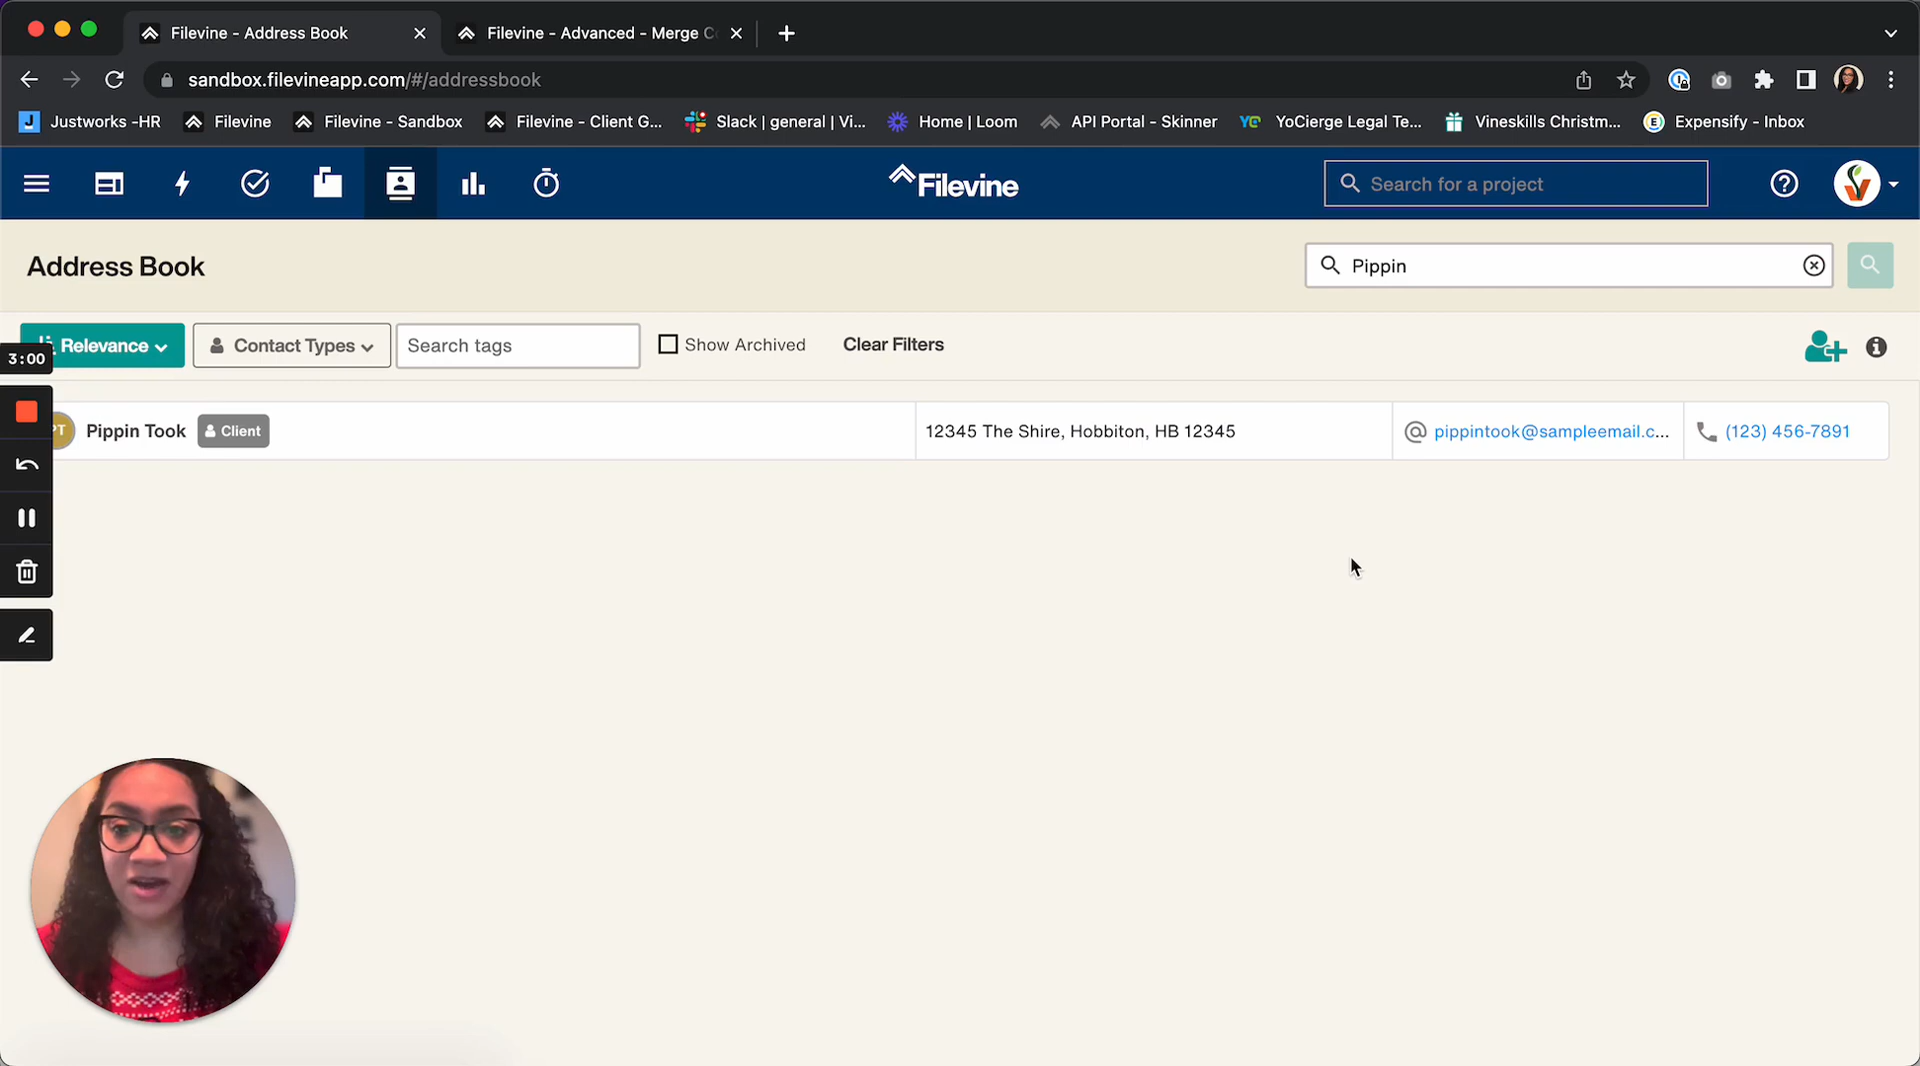 Filevine - Address Book
Filevine - Advanced - Merge C
sandbox.filevineapp.com/#/addressbook
Justworks -HR
Filevine
Filevine - Sandbox
Filevine - Client G...
Slack | general | Vi...
Home | Loom
API Portal - Skinner
YC
YoCierge Legal Te...
Vineskills Christm...
Expensify - Inbox
Filevine
Search for a project
Address Book
Pippin
Relevance
Contact Types
Search tags
Show Archived
Clear Filters
3:00
PT
Pippin Took
Client
12345 The Shire, Hobbiton, HB 12345
pippintook@sampleemail.c...
(123) 456-7891